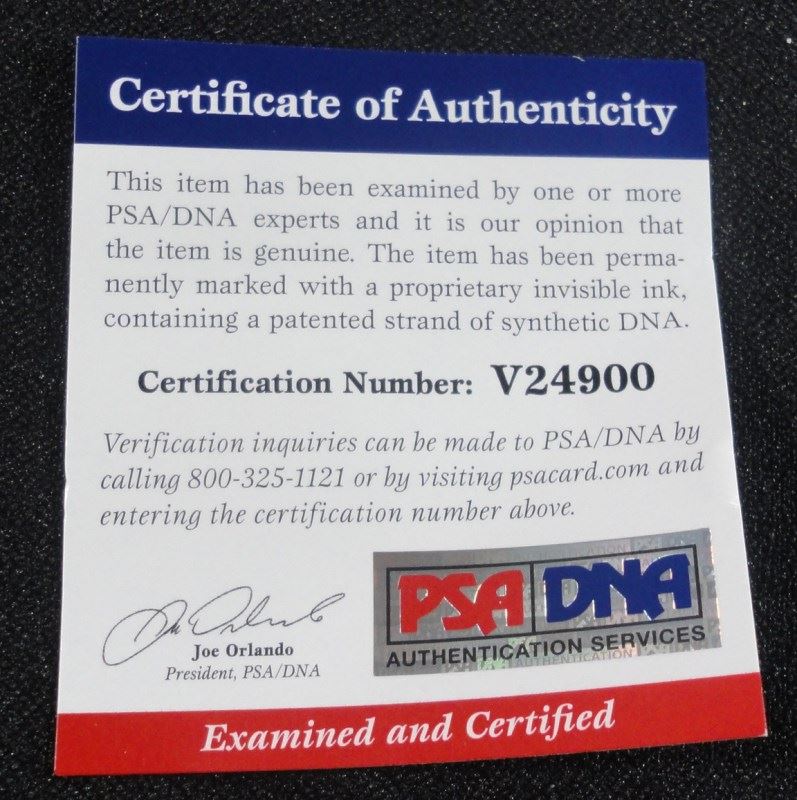 Certificate of Authenticity
This item has been examined by one or more
PSA/DNA experts and it is our opinion that
the item is genuine. The item has been perma-
nently marked with a proprietary invisible ink,
containing a patented strand of synthetic DNA.
Certification Number: V24900
Verification inquiries can be made to PSA/DNA by
calling 800-325-1121 or by visiting psacard.com and
entering the certification number above.
Joe Orlando
President, PSA/DNA
PSA DNA
AUTHENTICATION SERVICES
Examined and Certified